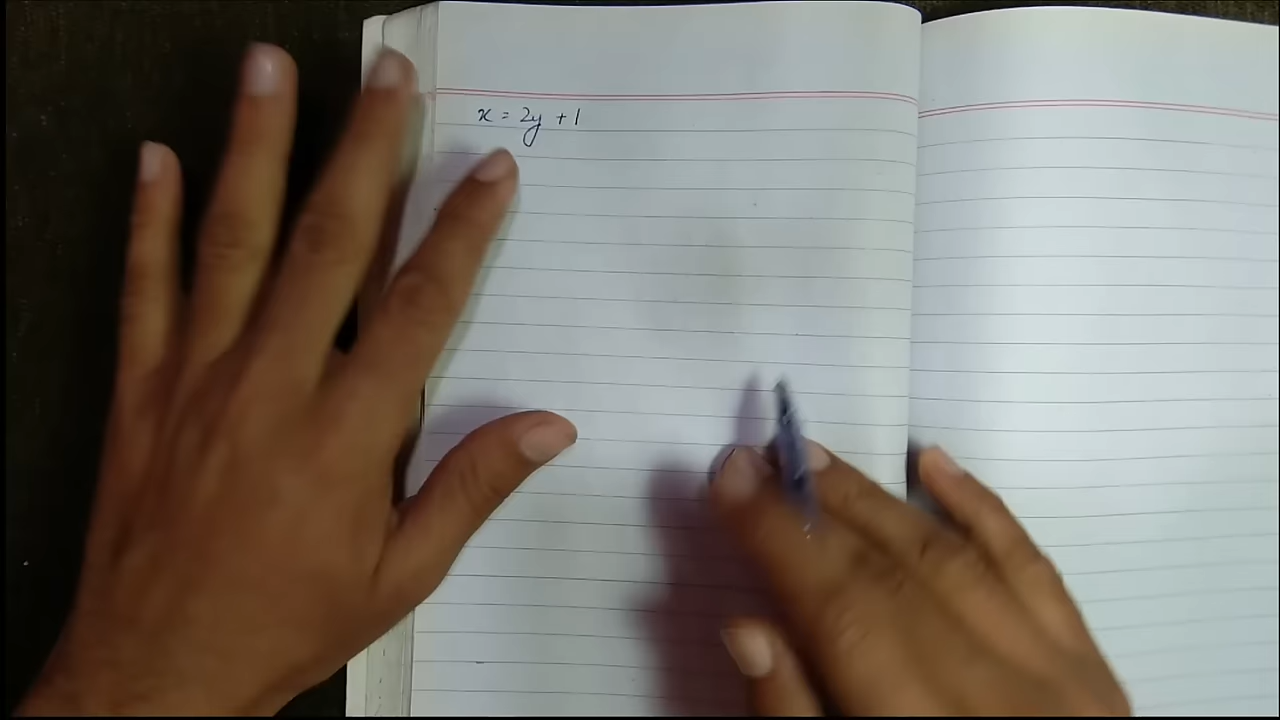 x = 2y + 1